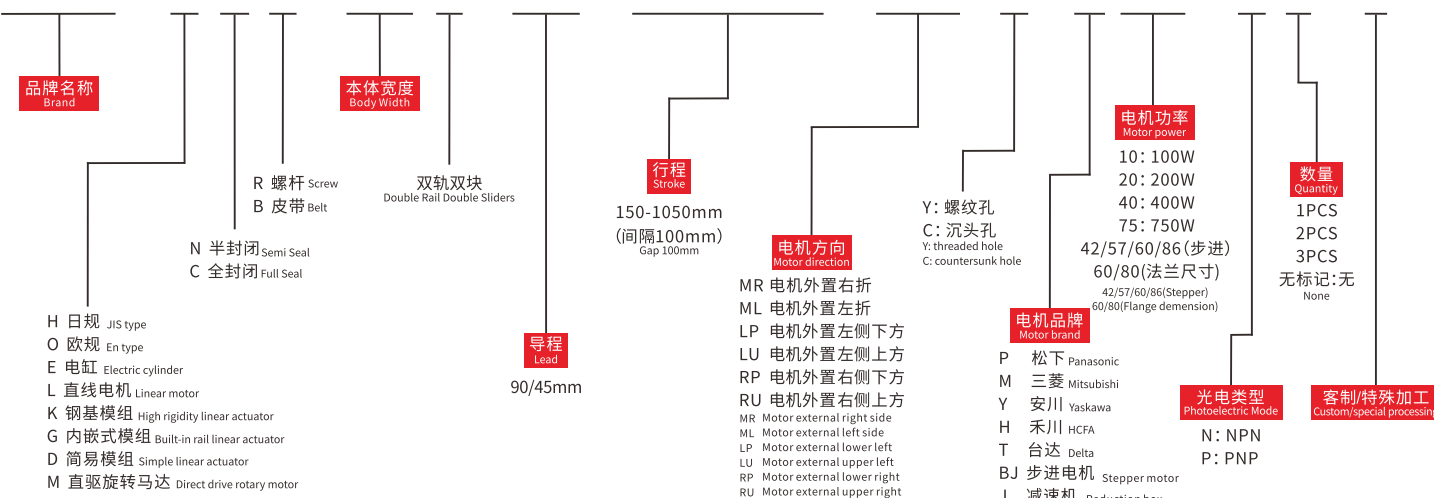 品牌名称
Brand
H 日规 JIS type
O 欧规 En type
E 电缸 Electric cylinder
L 直线电机 Linear motor
K 钢基模组 High rigidity linear actuator
G 内嵌式模组 Built-in rail linear actuator
D 简易模组 Simple linear actuator
M 直驱旋转马达 Direct drive rotary motor
N 半封闭 Semi Seal
C 全封闭 Full Seal
R 螺杆 Screw
B 皮带 Belt
本体宽度
Body Width
双轨双块
Double Rail Double Sliders
导程
Lead
90/45mm
行程
Stroke
150-1050mm
(间隔100mm)
Gap 100mm
电机方向
Motor direction
MR 电机外置右折
ML 电机外置左折
LP 电机外置左侧下方
LU 电机外置左侧上方
RP 电机外置右侧下方
RU 电机外置右侧上方
MR Motor external right side
ML Motor external left side
LP Motor external lower left
LU Motor external upper left
RP Motor external lower right
RU Motor external upper right
Y：螺纹孔
C：沉头孔
Y: threaded hole
C: countersunk hole
电机品牌
Motor brand
P 松下 Panasonic
M 三菱 Mitsubishi
Y 安川 Yaskawa
H 禾川 HCFA
T 台达 Delta
BJ 步进电机 Stepper motor
J 减速机 Reduction box
电机功率
Motor power
10：100W
20：200W
40：400W
75：750W
42/57/60/86(步进)
60/80(法兰尺寸)
42/57/60/86(Stepper)
60/80(Flange demension)
光电类型
Photoelectric Mode
N：NPN
P：PNP
数量
Quantity
1PCS
2PCS
3PCS
无标记：无
None
客制/特殊加工
Custom/special processing